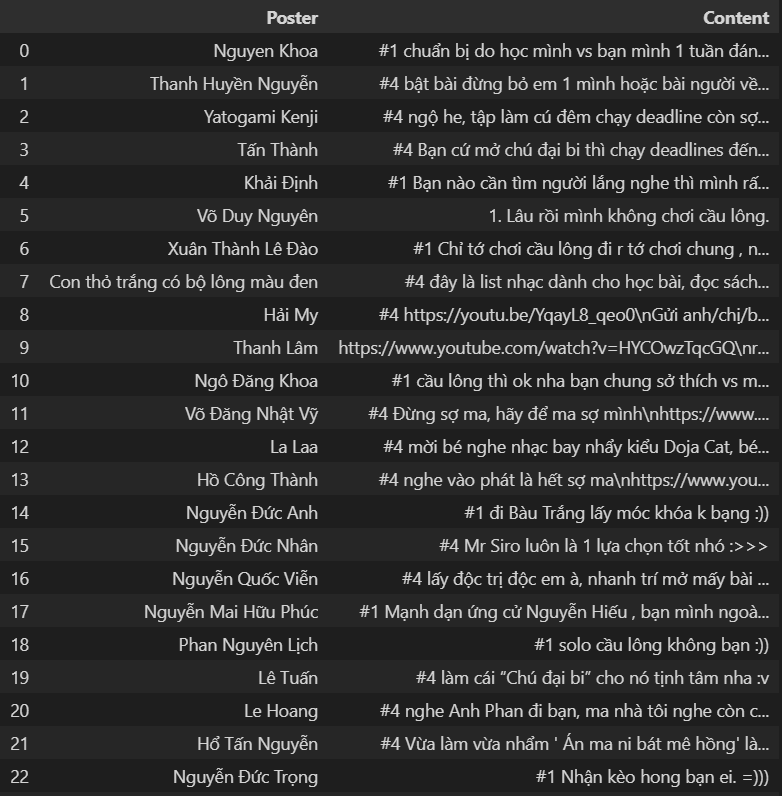 Poster Content
0 Nguyen Khoa #1 chuẩn bị do học mình vs bạn mình 1 tuần đán...
1 Thanh Huyền Nguyễn #4 bật bài đừng bỏ em 1 mình hoặc bài người về...
2 Yatogami Kenji #4 ngộ he, tập làm cú đêm chạy deadline còn sợ...
3 Tấn Thành #4 Bạn cứ mở chú đại bi thì chạy deadlines đến...
4 Khải Định #1 Bạn nào cần tìm người lắng nghe thì mình rấ...
5 Võ Duy Nguyên 1. Lâu rồi mình không chơi cầu lông.
6 Xuân Thành Lê Đào #1 Chỉ tớ chơi cầu lông đi r tớ chơi chung , n...
7 Con thỏ trắng có bộ lông màu đen #4 đây là list nhạc dành cho học bài, đọc sách...
8 Hải My #4 https://youtu.be/YqayL8_qeo0\nGửi anh/chị/b...
9 Thanh Lâm https://www.youtube.com/watch?v=HYCOwzTqcGQ\nr...
10 Ngô Đăng Khoa #1 cầu lông thì ok nha bạn chung sở thích vs m...
11 Võ Đăng Nhật Vỹ #4 Đừng sợ ma, hãy để ma sợ mình\nhttps://www....
12 La Laa #4 mời bé nghe nhạc bay nhẩy kiểu Doja Cat, bé...
13 Hồ Công Thành #4 nghe vào phát là hết sợ ma\nhttps://www.you...
14 Nguyễn Đức Anh #1 đi Bàu Trắng lấy móc khóa k bạng :))
15 Nguyễn Đức Nhân #4 Mr Siro luôn là 1 lựa chọn tốt nhó :>>>
16 Nguyễn Quốc Viễn #4 lấy độc trị độc em à, nhanh trí mở mấy bài ...
17 Nguyễn Mai Hữu Phúc #1 Mạnh dạn ứng cử Nguyễn Hiếu , bạn mình ngoà...
18 Phan Nguyên Lịch #1 solo cầu lông không bạn :))
19 Lê Tuấn #4 làm cái “Chú đại bi” cho nó tịnh tâm nha :v
20 Le Hoang #4 nghe Anh Phan đi bạn, ma nhà tôi nghe còn c...
21 Hổ Tấn Nguyễn #4 Vừa làm vừa nhẩm ' Án ma ni bát mê hồng' là...
22 Nguyễn Đức Trọng #1 Nhận kèo hong bạn ei. =)))